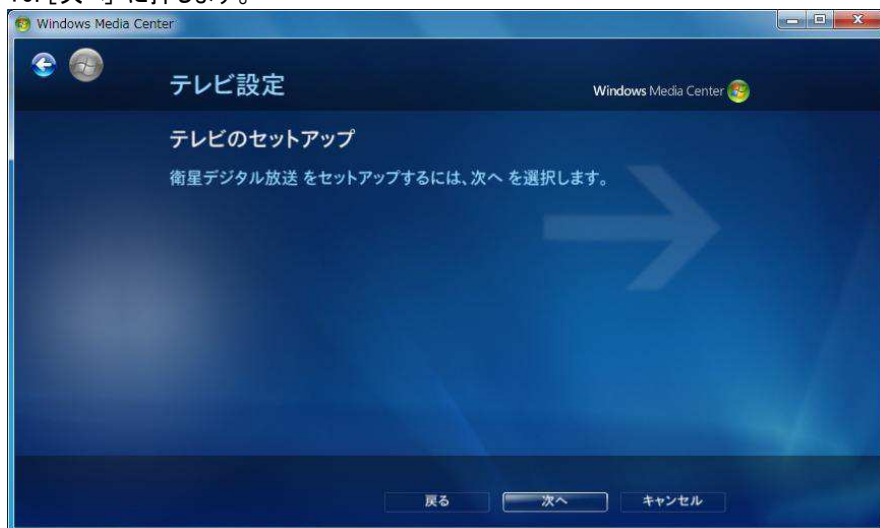 Windows Media Center
テレビ設定
Windows Media Center
テレビのセットアップ
衛星デジタル放送 をセットアップするには、次へ を選択します。
戻る 次へ キャンセル